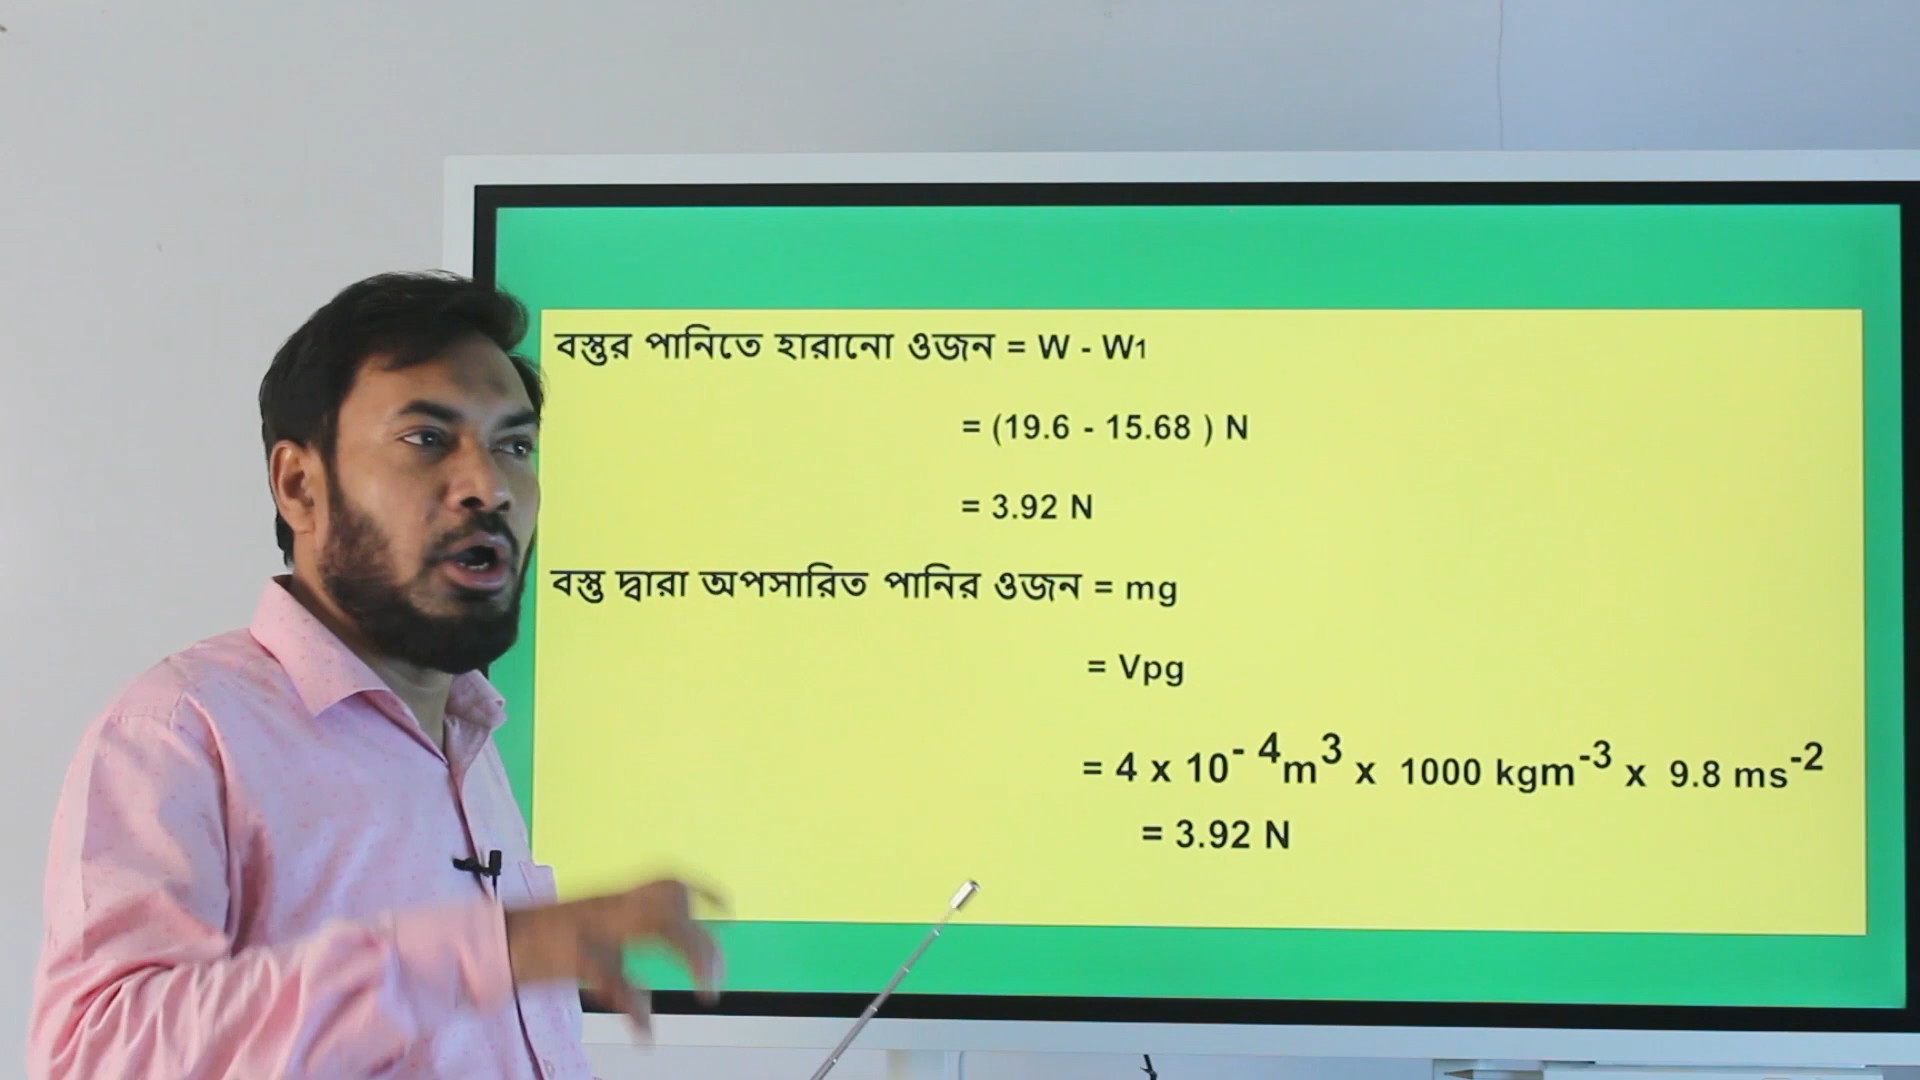 বস্তুর পানিতে হারানো ওজন = W - W₁
= (19.6 - 15.68 ) N
= 3.92 N
বস্তু দ্বারা অপসারিত পানির ওজন = mg
= Vpg
= 4 x 10⁻⁴m³ x 1000 kgm⁻³ x 9.8 ms⁻²
= 3.92 N